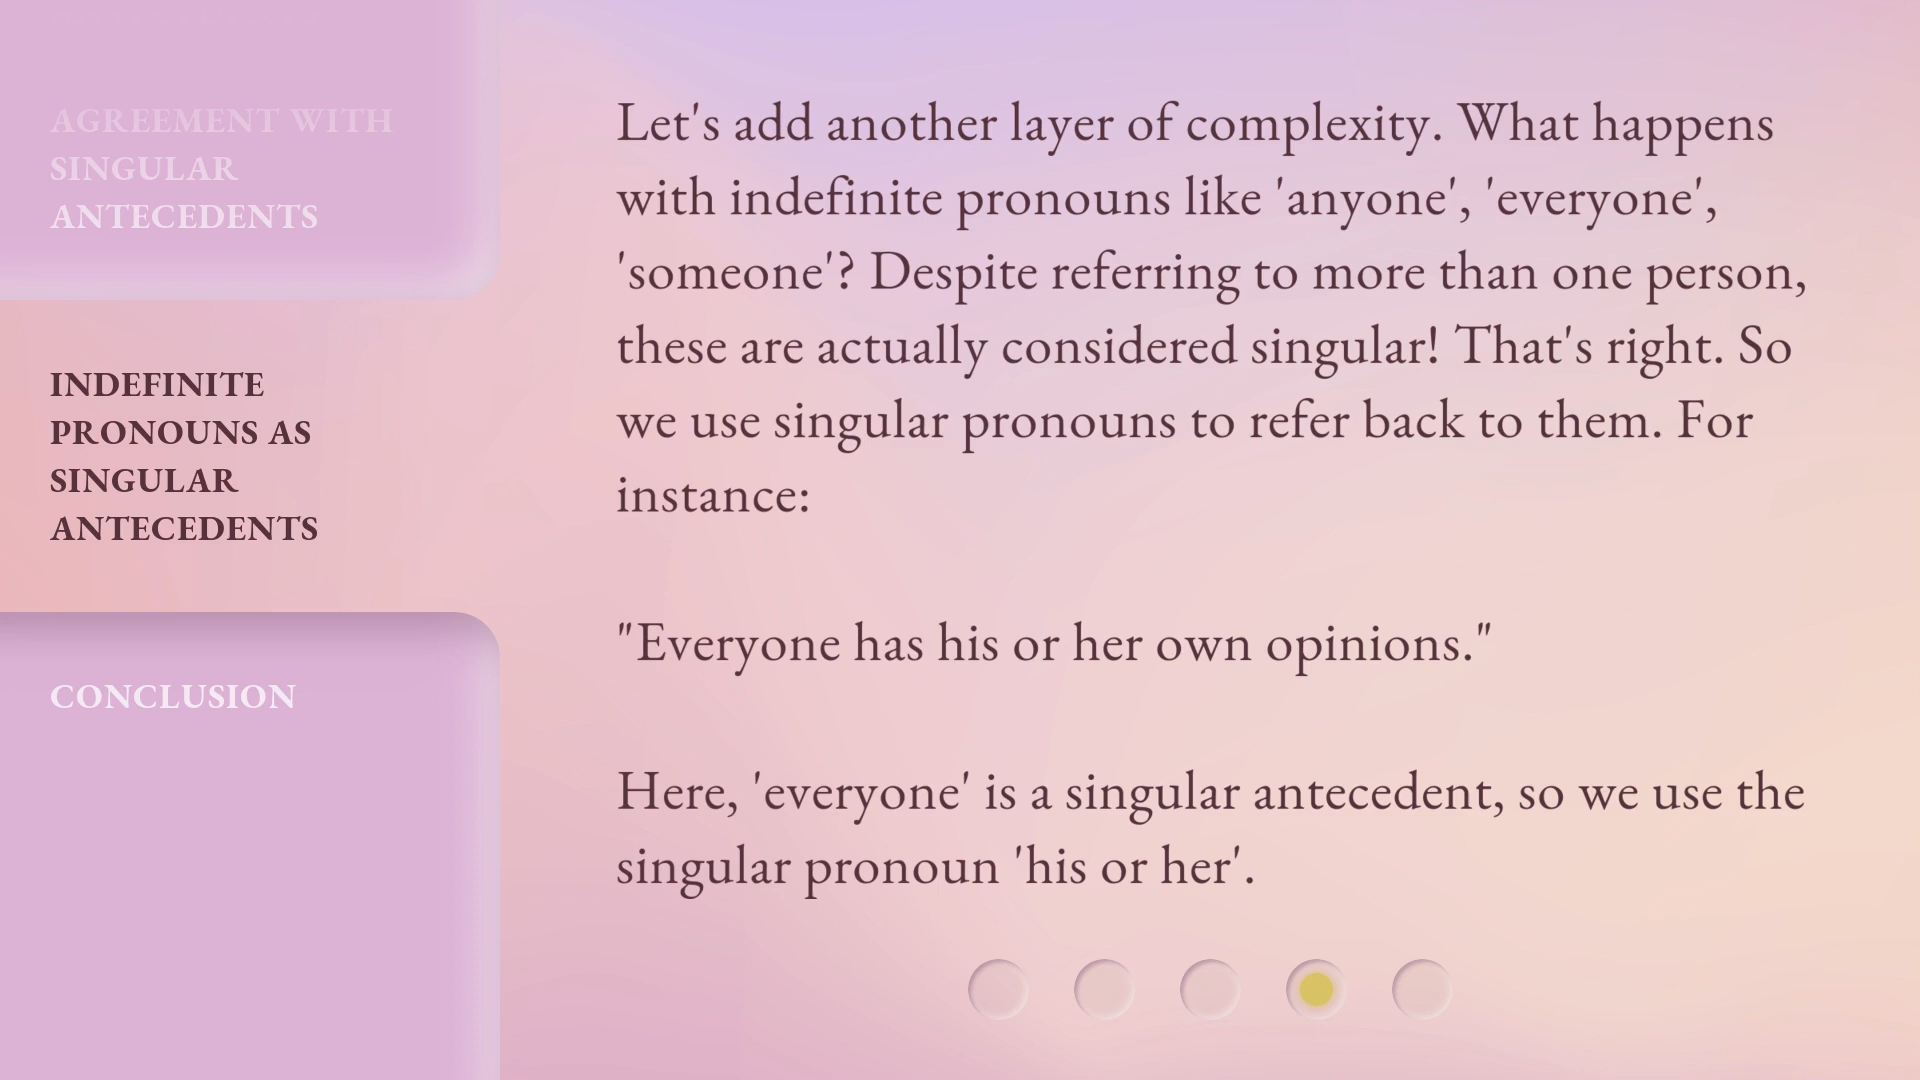 AGREEMENT WITH
SINGULAR
ANTECEDENTS
INDEFINITE
PRONOUNS AS
SINGULAR
ANTECEDENTS
CONCLUSION
Let's add another layer of complexity. What happens
with indefinite pronouns like 'anyone', 'everyone',
'someone'? Despite referring to more than one person,
these are actually considered singular! That's right. So
we use singular pronouns to refer back to them. For
instance:
"Everyone has his or her own opinions."
Here, 'everyone' is a singular antecedent, so we use the
singular pronoun 'his or her'.